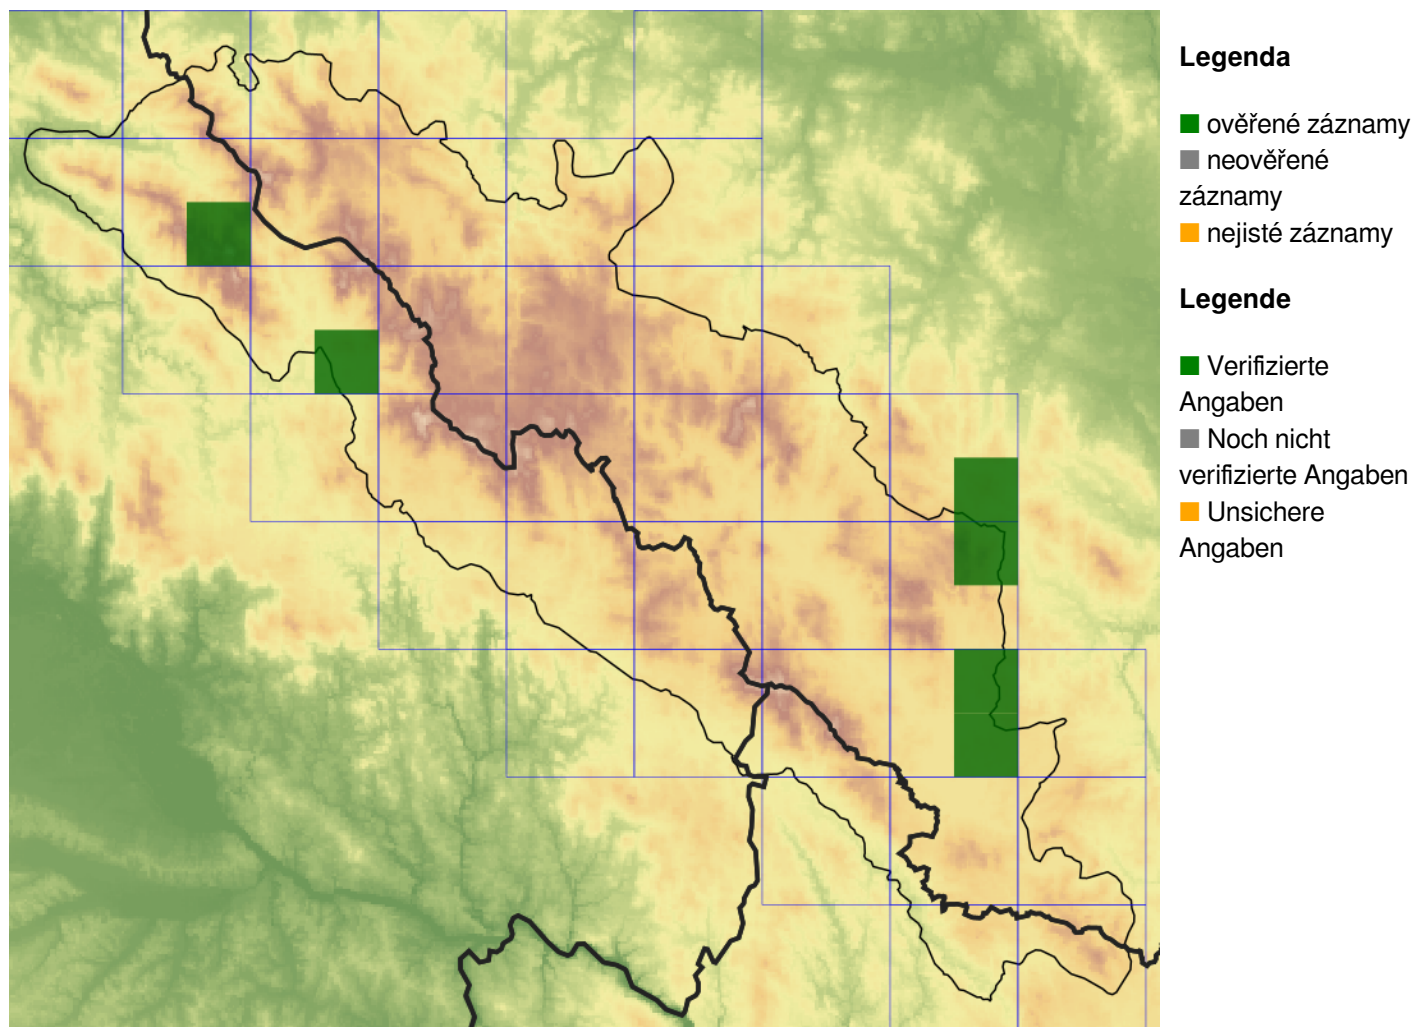 Legenda
ověřené záznamy
neověřené
záznamy
nejisté záznamy
Legende
Verifizierte
Angaben
Noch nicht
verifizierte Angaben
Unsichere
Angaben